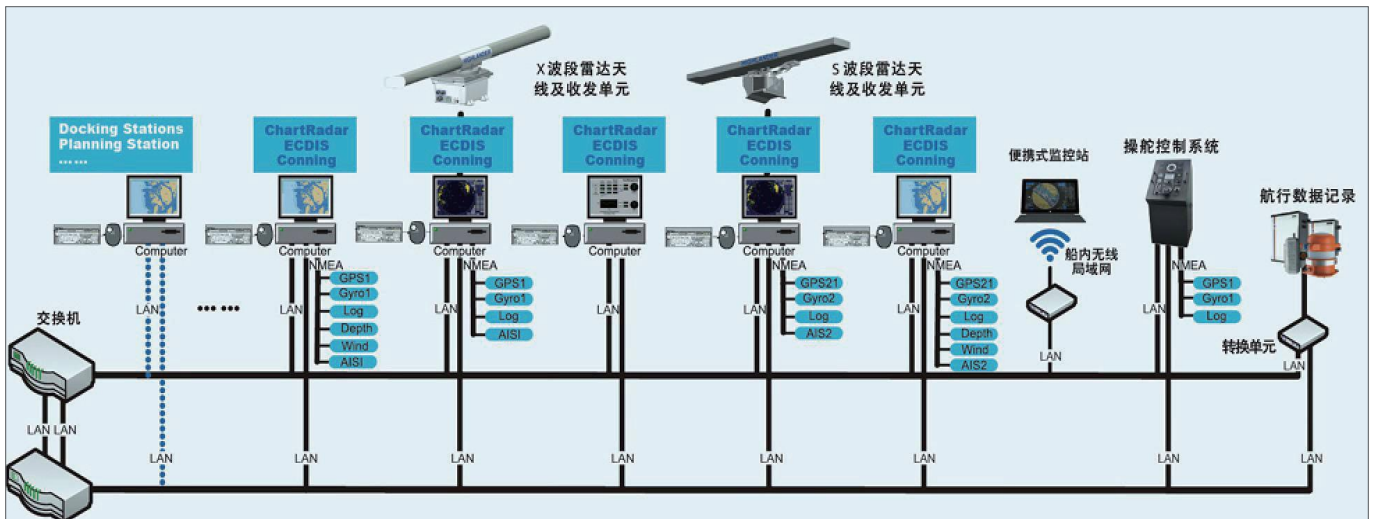 HIGHLANDER
X波段雷达天
线及收发单元
HIGHLANDER
S波段雷达天
线及收发单元
Docking Stations
Planning Station
……
ChartRadar
ECDIS
Conning
ChartRadar
ECDIS
Conning
ChartRadar
ECDIS
Conning
ChartRadar
ECDIS
Conning
ChartRadar
ECDIS
Conning
便携式监控站
操舵控制系统
航行数据记录
船内无线
局域网
Computer
Computer
Computer
Computer
Computer
Computer
NMEA
GPS1
Gyro1
Log
Depth
Wind
AISI
NMEA
GPS1
Gyro1
Log
AISI
NMEA
GPS21
Gyro2
Log
AIS2
NMEA
GPS21
Gyro2
Log
Depth
Wind
AIS2
NMEA
GPS1
Gyro1
Log
LAN
……
LAN
LAN
LAN
LAN
LAN
LAN
LAN
转换单元
LAN
交换机
LAN LAN
LAN
LAN
LAN
LAN
LAN
LAN
LAN
LAN
交换机